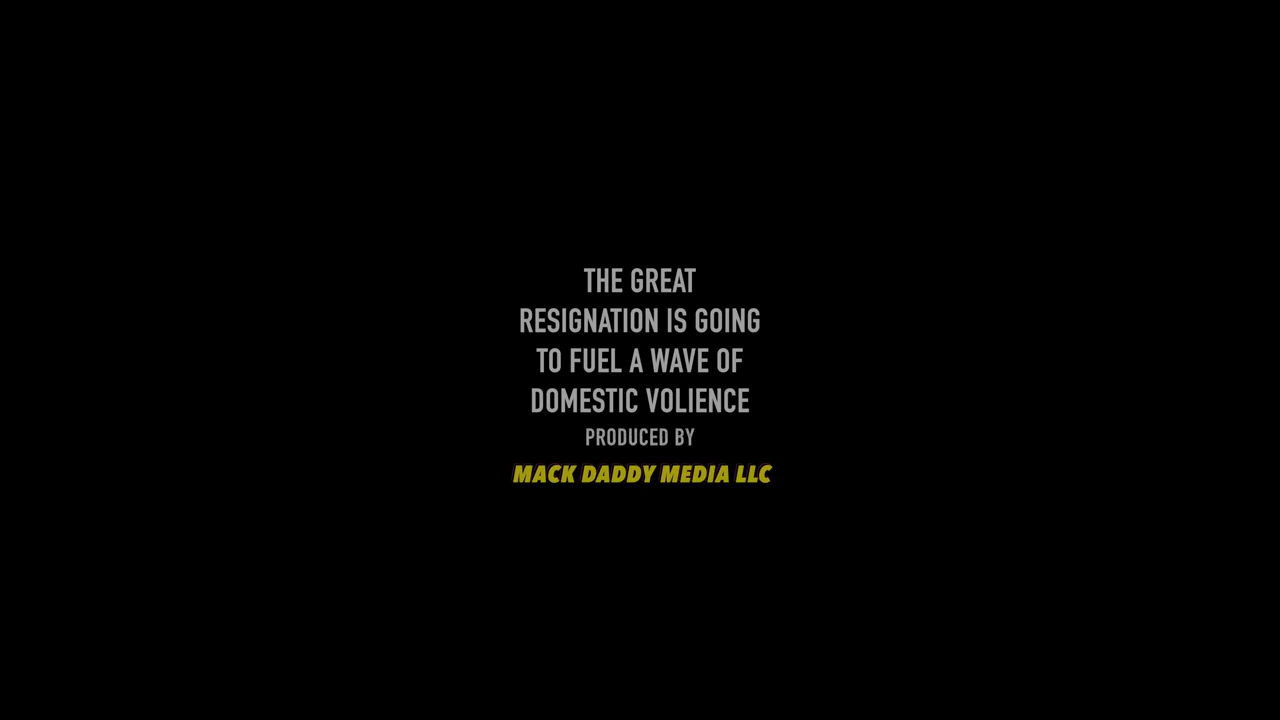 THE GREAT
RESIGNATION IS GOING
TO FUEL A WAVE OF
DOMESTIC VOLIENCE
PRODUCED BY
MACK DADDY MEDIA LLC